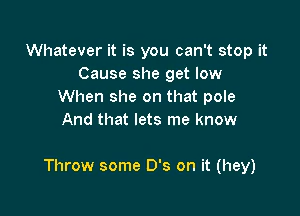 Whatever it is you can't stop it
Cause she get low
When she on that pole
And that lets me know
Throw some D's on it (hey)